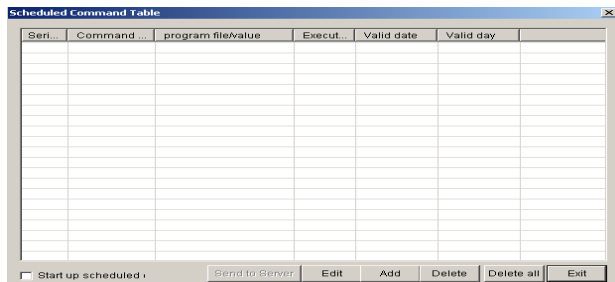 Scheduled Command Table
Seri... Command ... program file/value Execut... Valid date Valid day
Start up scheduled Send to Server Edit Add Delete Delete all Exit